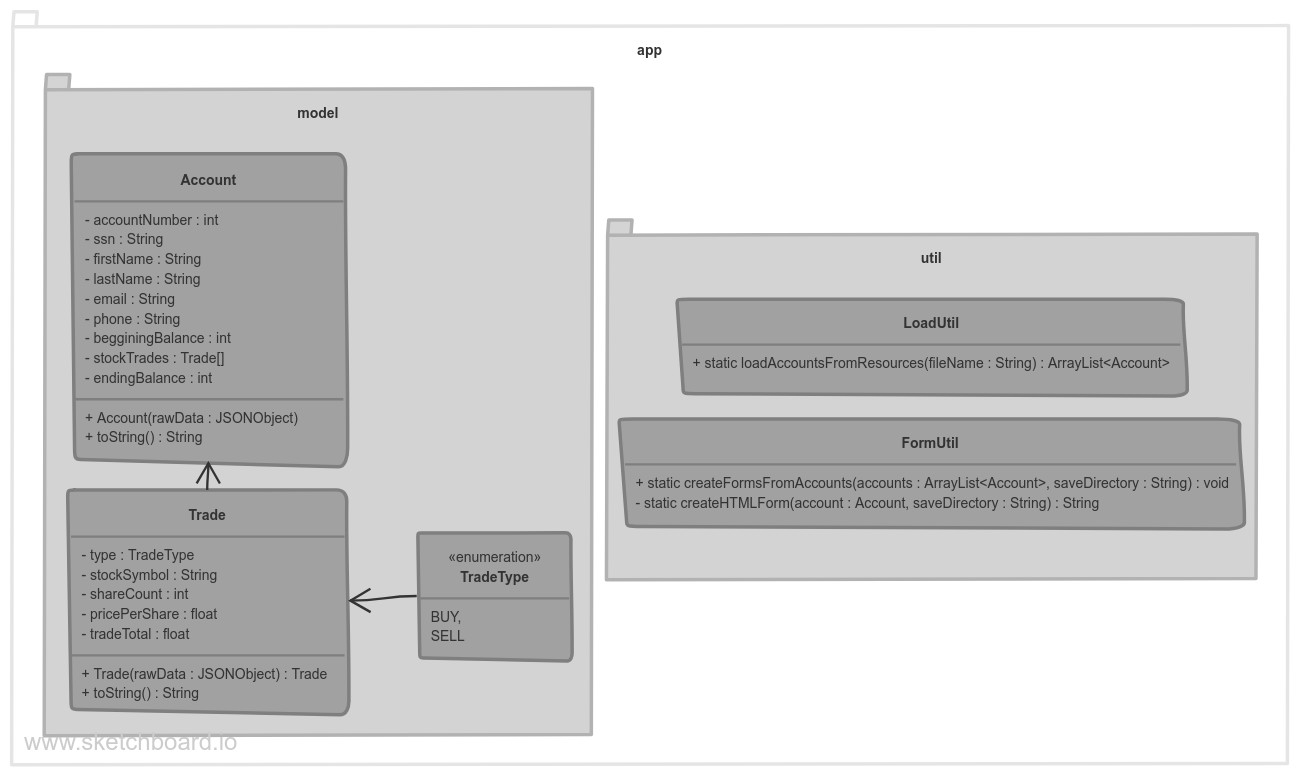 app
model
Account
- accountNumber : int
- ssn : String
- firstName : String
- lastName : String
- email : String
- phone : String
- begginingBalance : int
- stockTrades : Trade[]
- endingBalance : int
+ Account(rawData : JSONObject)
+ toString() : String
Trade
- type : TradeType
- stockSymbol : String
- shareCount : int
- pricePerShare : float
- tradeTotal : float
+ Trade(rawData : JSONObject) : Trade
+ toString() : String
«enumeration»
TradeType
BUY,
SELL
util
LoadUtil
+ static loadAccountsFromResources(fileName : String) : ArrayList<Account>
FormUtil
+ static createFormsFromAccounts(accounts : ArrayList<Account>, saveDirectory : String) : void
- static createHTMLForm(account : Account, saveDirectory : String) : String
www.sketchboard.io